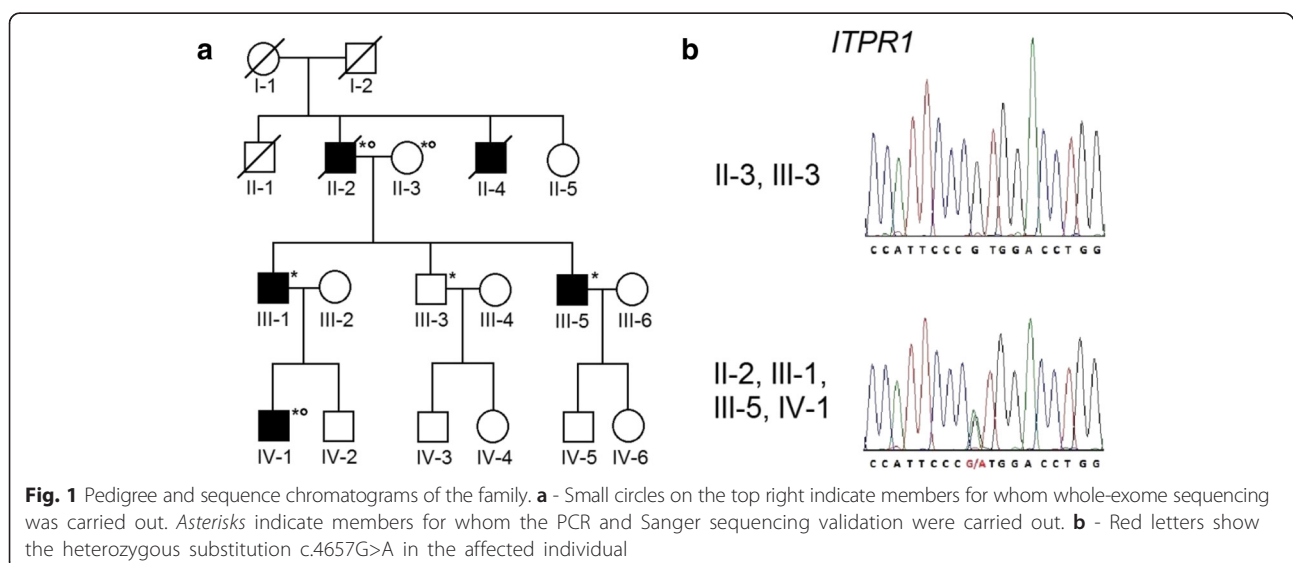 a
I-1 I-2
*° *°
II-1 II-2 II-3 II-4 II-5
* * *
III-1 III-2 III-3 III-4 III-5 III-6
*°
IV-1 IV-2 IV-3 IV-4 IV-5 IV-6
b
ITPR1
II-3, III-3
C C A T T C C C G T G G A C C T G G
II-2, III-1,
III-5, IV-1
C C A T T C C C G/A T G G A C C T G G
Fig. 1 Pedigree and sequence chromatograms of the family. a - Small circles on the top right indicate members for whom whole-exome sequencing
was carried out. Asterisks indicate members for whom the PCR and Sanger sequencing validation were carried out. b - Red letters show
the heterozygous substitution c.4657G>A in the affected individual